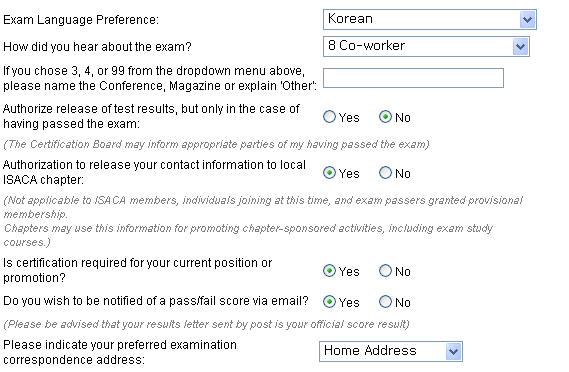 Exam Language Preference: Korean
How did you hear about the exam? 8 Co-worker
If you chose 3, 4, or 99 from the dropdown menu above,
please name the Conference, Magazine or explain 'Other':
Authorize release of test results, but only in the case of
having passed the exam: Yes No
(The Certification Board may inform appropriate parties of my having passed the exam)
Authorization to release your contact information to local
ISACA chapter: Yes No
(Not applicable to ISACA members, individuals joining at this time, and exam passers granted provisional
membership.
Chapters may use this information for promoting chapter-sponsored activities, including exam study
courses.)
Is certification required for your current position or
promotion? Yes No
Do you wish to be notified of a pass/fail score via email? Yes No
(Please be advised that your results letter sent by post is your official score result)
Please indicate your preferred examination
correspondence address: Home Address